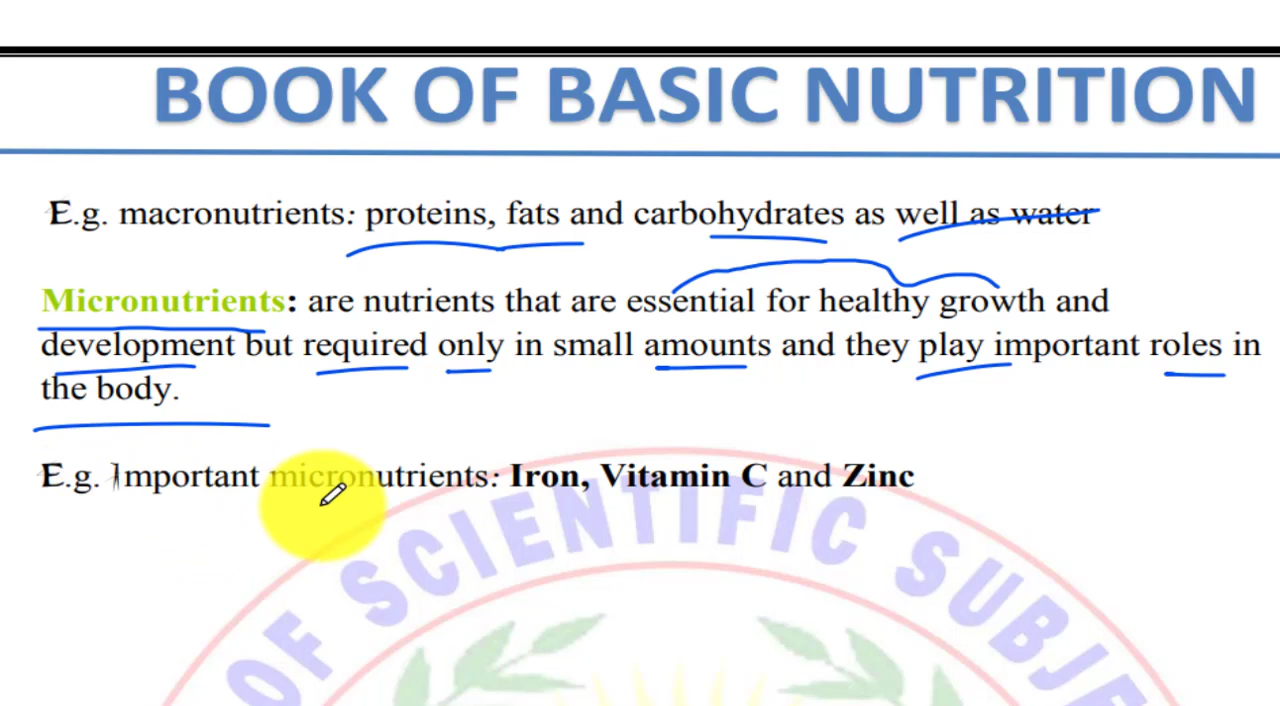 BOOK OF BASIC NUTRITION
E.g. macronutrients: proteins, fats and carbohydrates as well as water
Micronutrients: are nutrients that are essential for healthy growth and
development but required only in small amounts and they play important roles in
the body.
E.g. Important micronutrients: Iron, Vitamin C and Zinc
OF SCIENTIFIC